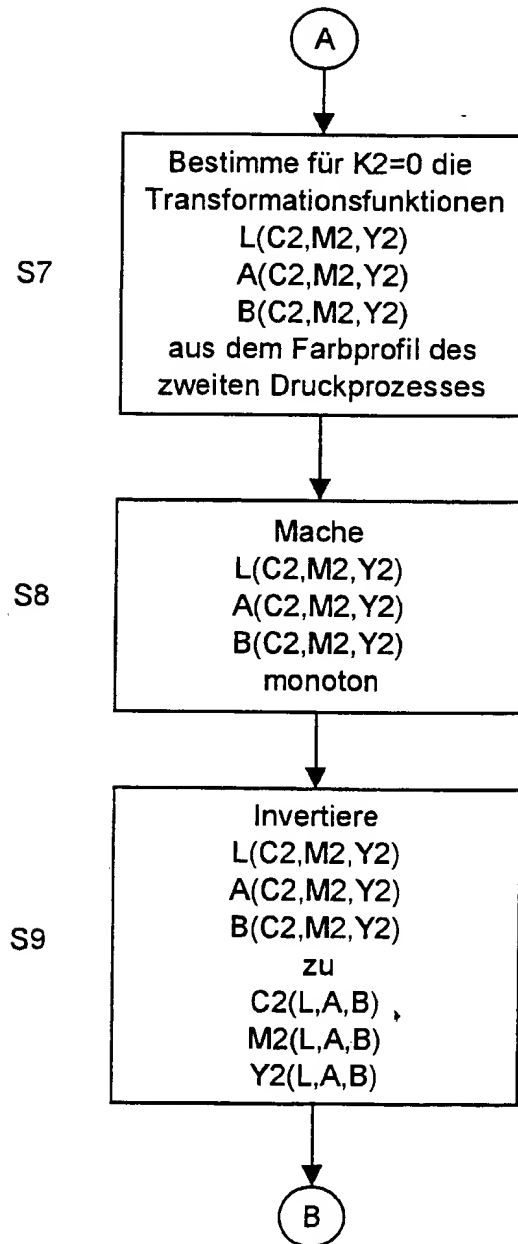 A
S7
Bestimme für K2=0 die
Transformationsfunktionen
L(C2,M2,Y2)
A(C2,M2,Y2)
B(C2,M2,Y2)
aus dem Farbprofil des
zweiten Druckprozesses
S8
Mache
L(C2,M2,Y2)
A(C2,M2,Y2)
B(C2,M2,Y2)
monoton
S9
Invertiere
L(C2,M2,Y2)
A(C2,M2,Y2)
B(C2,M2,Y2)
zu
C2(L,A,B)
M2(L,A,B)
Y2(L,A,B)
B